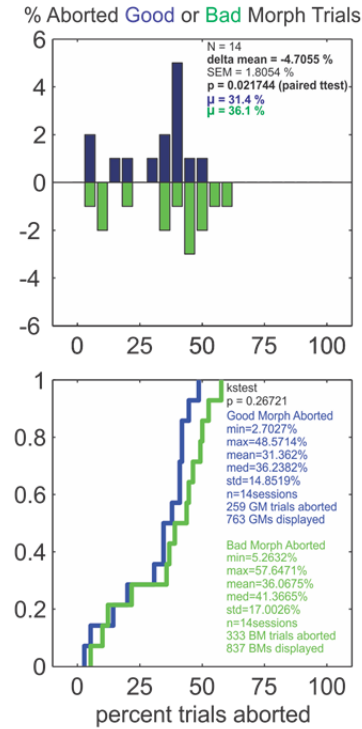 % Aborted Good or Bad Morph Trials
N = 14
delta mean = -4.7055 %
SEM = 1.8054 %
p = 0.021744 (paired ttest)
µ = 31.4 %
µ = 36.1 %
6
4
2
0
-2
-4
-6
0 25 50 75 100
kstest
p = 0.26721
Good Morph Aborted
min=2.7027%
max=48.5714%
mean=31.362%
med=36.2382%
std=14.8519%
n=14sessions
259 GM trials aborted
763 GMs displayed
Bad Morph Aborted
min=5.2632%
max=57.6471%
mean=36.0675%
med=41.3665%
std=17.0026%
n=14sessions
333 BM trials aborted
837 BMs displayed
1
0.8
0.6
0.4
0.2
0
0 25 50 75 100
percent trials aborted